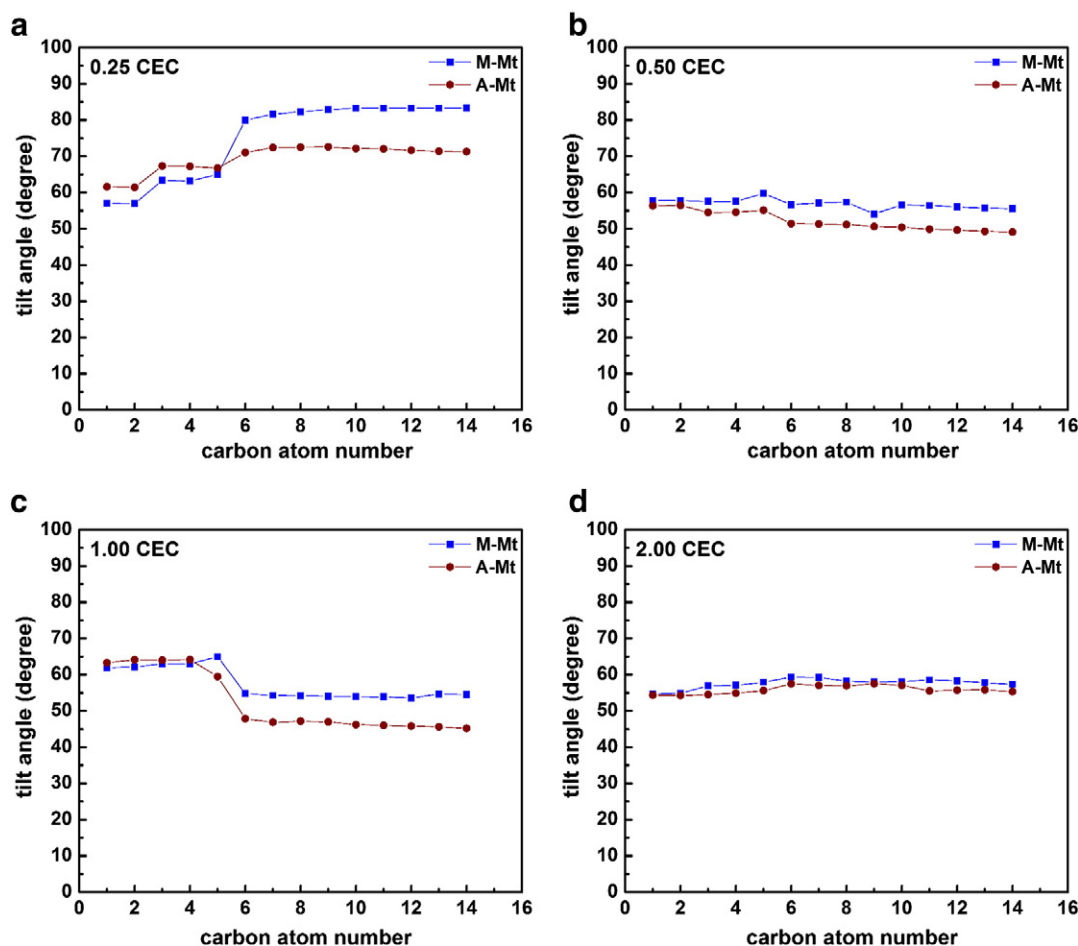 a
0.25 CEC
M-Mt
A-Mt
tilt angle (degree)
100
90
80
70
60
50
40
30
20
10
0
0 2 4 6 8 10 12 14 16
carbon atom number
b
0.50 CEC
M-Mt
A-Mt
tilt angle (degree)
100
90
80
70
60
50
40
30
20
10
0
0 2 4 6 8 10 12 14 16
carbon atom number
c
1.00 CEC
M-Mt
A-Mt
tilt angle (degree)
100
90
80
70
60
50
40
30
20
10
0
0 2 4 6 8 10 12 14 16
carbon atom number
d
2.00 CEC
M-Mt
A-Mt
tilt angle (degree)
100
90
80
70
60
50
40
30
20
10
0
0 2 4 6 8 10 12 14 16
carbon atom number